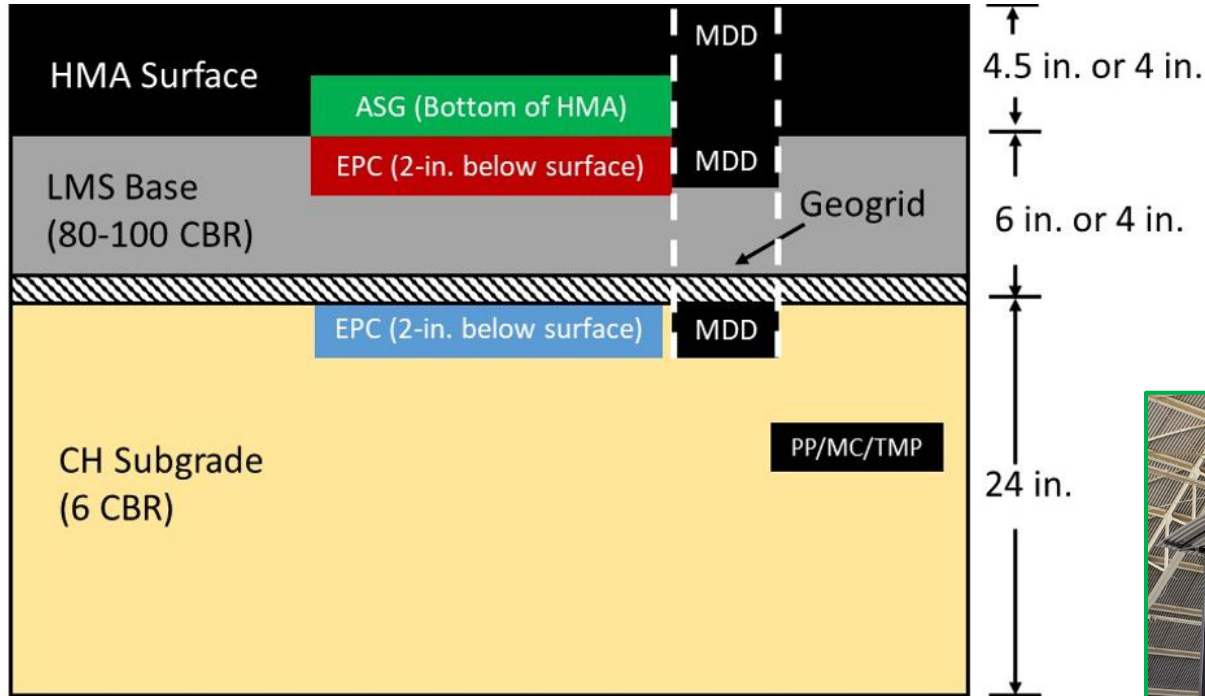 MDD
HMA Surface
4.5 in. or 4 in.
ASG (Bottom of HMA)
EPC (2-in. below surface)
MDD
LMS Base
(80-100 CBR)
Geogrid
6 in. or 4 in.
EPC (2-in. below surface)
MDD
CH Subgrade
(6 CBR)
PP/MC/TMP
24 in.